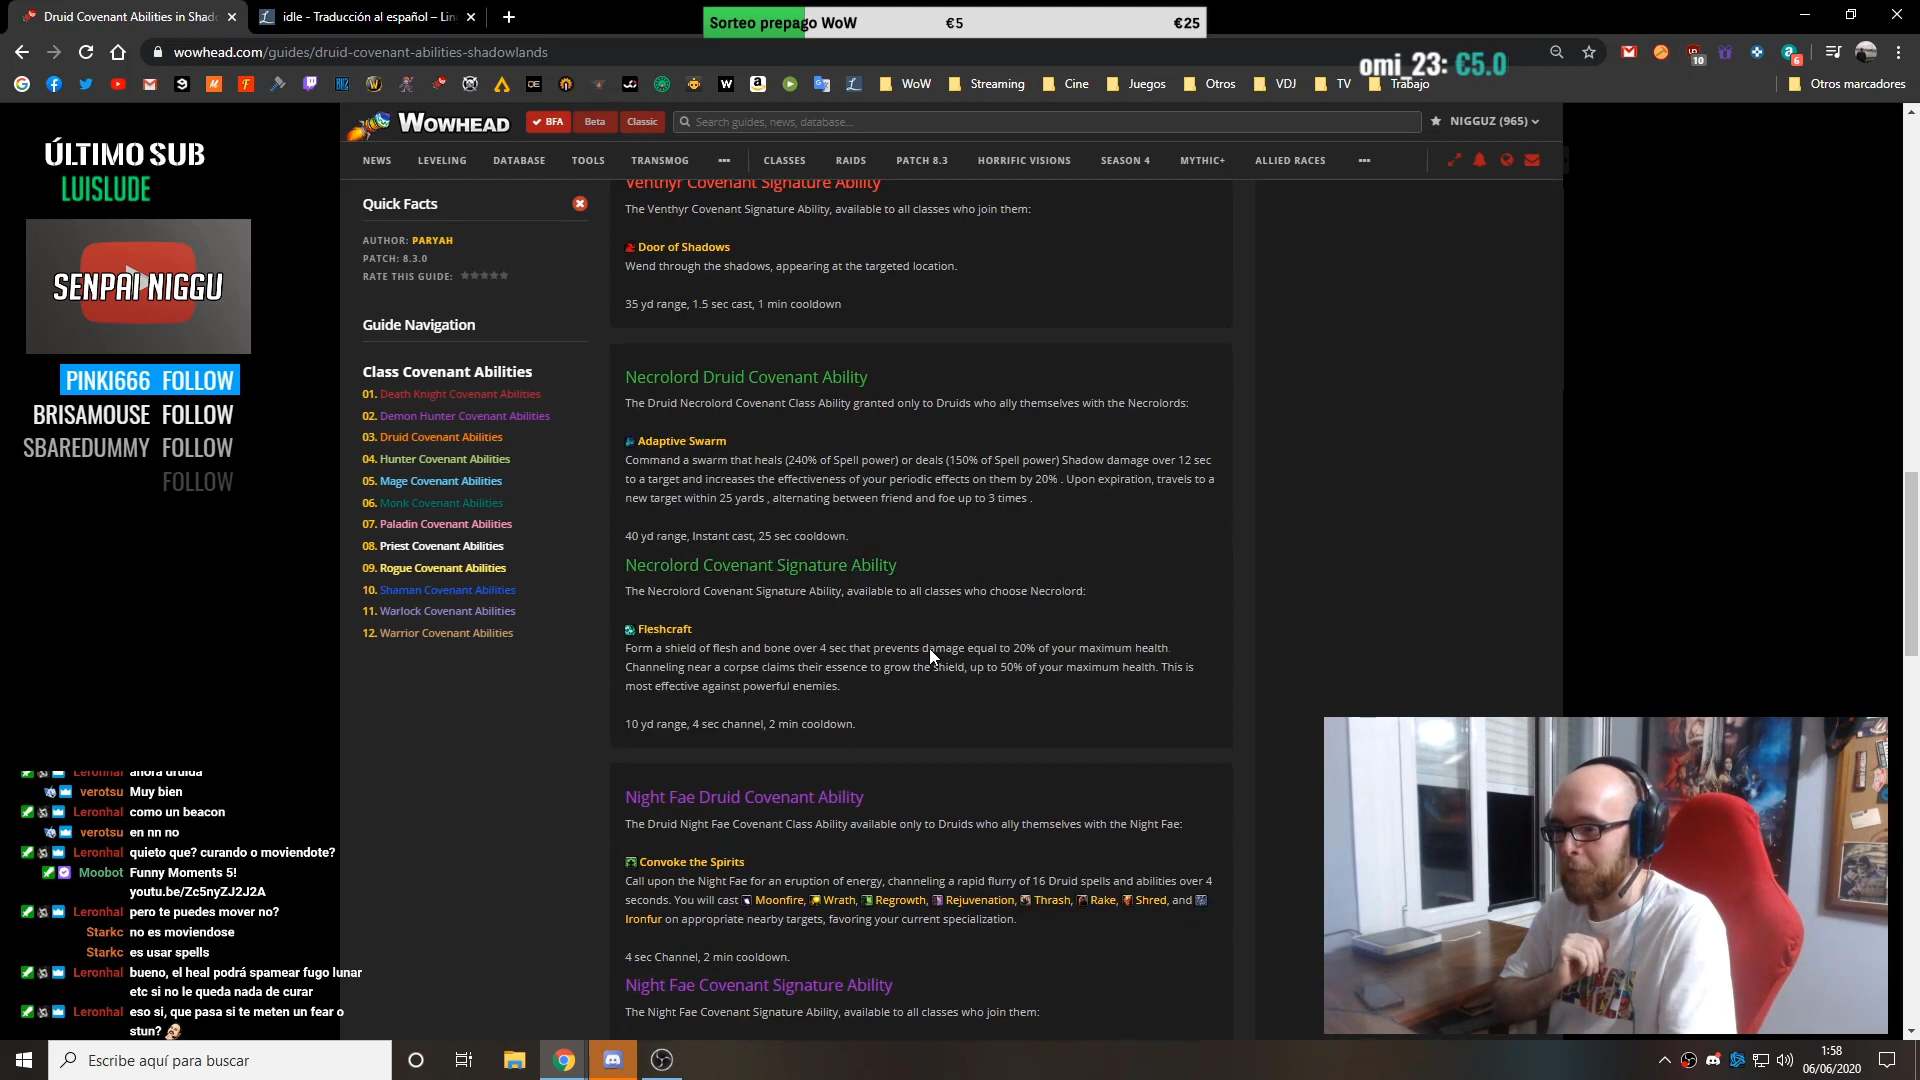 Druid Covenant Abilities in Shad
idle - Traducción al español – Lin
Sorteo prepago WoW €5 €25
wowhead.com/guides/druid-covenant-abilities-shadowlands
omi_23: €5.0
WoW Streaming Cine Juegos Otros VDJ TV Trabajo Otros marcadores
ÚLTIMO SUB
LUISLUDE
SENPAI NIGGU
PINKI666 FOLLOW
BRISAMOUSE FOLLOW
SBAREDUMMY FOLLOW
FOLLOW
WOWHEAD BFA Beta Classic Search guides, news, database... NIGGUZ (965)
NEWS LEVELING DATABASE TOOLS TRANSMOG ••• CLASSES RAIDS PATCH 8.3 HORRIFIC VISIONS SEASON 4 MYTHIC+ ALLIED RACES •••
Quick Facts
AUTHOR: PARYAH
PATCH: 8.3.0
RATE THIS GUIDE:
Guide Navigation
Class Covenant Abilities
01. Death Knight Covenant Abilities
02. Demon Hunter Covenant Abilities
03. Druid Covenant Abilities
04. Hunter Covenant Abilities
05. Mage Covenant Abilities
06. Monk Covenant Abilities
07. Paladin Covenant Abilities
08. Priest Covenant Abilities
09. Rogue Covenant Abilities
10. Shaman Covenant Abilities
11. Warlock Covenant Abilities
12. Warrior Covenant Abilities
Venthyr Covenant Signature Ability
The Venthyr Covenant Signature Ability, available to all classes who join them:
Door of Shadows
Wend through the shadows, appearing at the targeted location.
35 yd range, 1.5 sec cast, 1 min cooldown
Necrolord Druid Covenant Ability
The Druid Necrolord Covenant Class Ability granted only to Druids who ally themselves with the Necrolords:
Adaptive Swarm
Command a swarm that heals (240% of Spell power) or deals (150% of Spell power) Shadow damage over 12 sec
to a target and increases the effectiveness of your periodic effects on them by 20% . Upon expiration, travels to a
new target within 25 yards , alternating between friend and foe up to 3 times .
40 yd range, Instant cast, 25 sec cooldown.
Necrolord Covenant Signature Ability
The Necrolord Covenant Signature Ability, available to all classes who choose Necrolord:
Fleshcraft
Form a shield of flesh and bone over 4 sec that prevents damage equal to 20% of your maximum health.
Channeling near a corpse claims their essence to grow the shield, up to 50% of your maximum health. This is
most effective against powerful enemies.
10 yd range, 4 sec channel, 2 min cooldown.
Night Fae Druid Covenant Ability
The Druid Night Fae Covenant Class Ability available only to Druids who ally themselves with the Night Fae:
Convoke the Spirits
Call upon the Night Fae for an eruption of energy, channeling a rapid flurry of 16 Druid spells and abilities over 4
seconds. You will cast Moonfire, Wrath, Regrowth, Rejuvenation, Thrash, Rake, Shred, and
Ironfur on appropriate nearby targets, favoring your current specialization.
4 sec Channel, 2 min cooldown.
Night Fae Covenant Signature Ability
The Night Fae Covenant Signature Ability, available to all classes who join them:
Leronhal ahora druida
verotsu Muy bien
Leronhal como un beacon
verotsu en nn no
Leronhal quieto que? curando o moviendote?
Moobot Funny Moments 5!
youtu.be/Zc5nyZJ2J2A
Leronhal pero te puedes mover no?
Starkc no es moviendose
Starkc es usar spells
Leronhal bueno, el heal podrá spamear fugo lunar
etc si no le queda nada de curar
Leronhal eso si, que pasa si te meten un fear o
stun?
Escribe aquí para buscar
1:58
06/06/2020